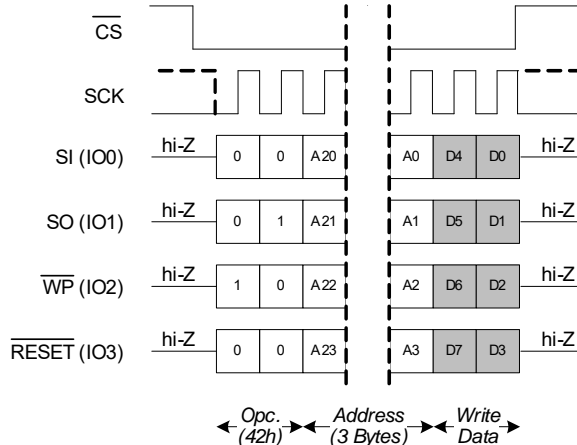 CS
SCK
SI (IO0) hi-Z 0 0 A20 A0 D4 D0 hi-Z
SO (IO1) hi-Z 0 1 A21 A1 D5 D1 hi-Z
WP (IO2) hi-Z 1 0 A22 A2 D6 D2 hi-Z
RESET (IO3) hi-Z 0 0 A23 A3 D7 D3 hi-Z
Opc. Address Write
(42h) (3 Bytes) Data